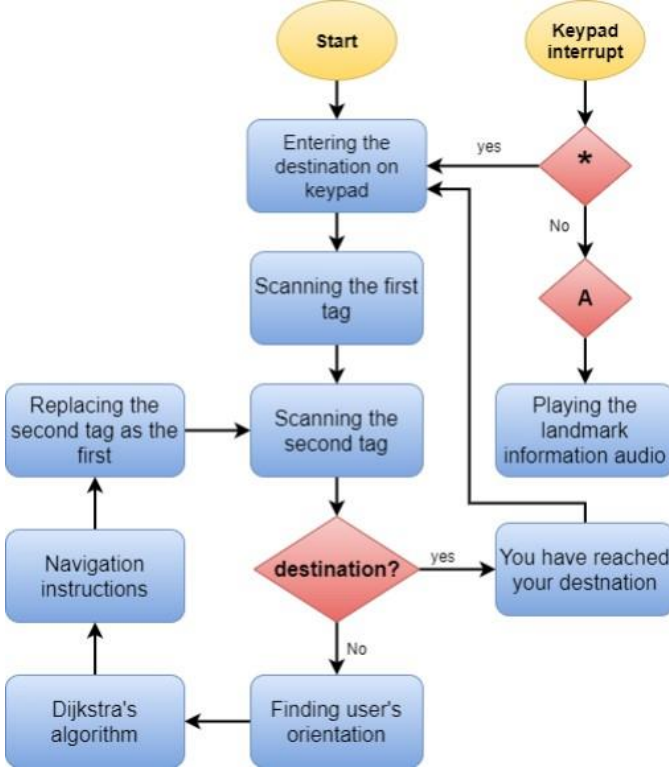 Start
Keypad
interrupt
Entering the
destination on
keypad
yes
*
No
Scanning the first
tag
A
Replacing the
second tag as the
first
Scanning the
second tag
Playing the
landmark
information audio
Navigation
instructions
destination?
yes
You have reached
your destnation
No
Dijkstra's
algorithm
Finding user's
orientation